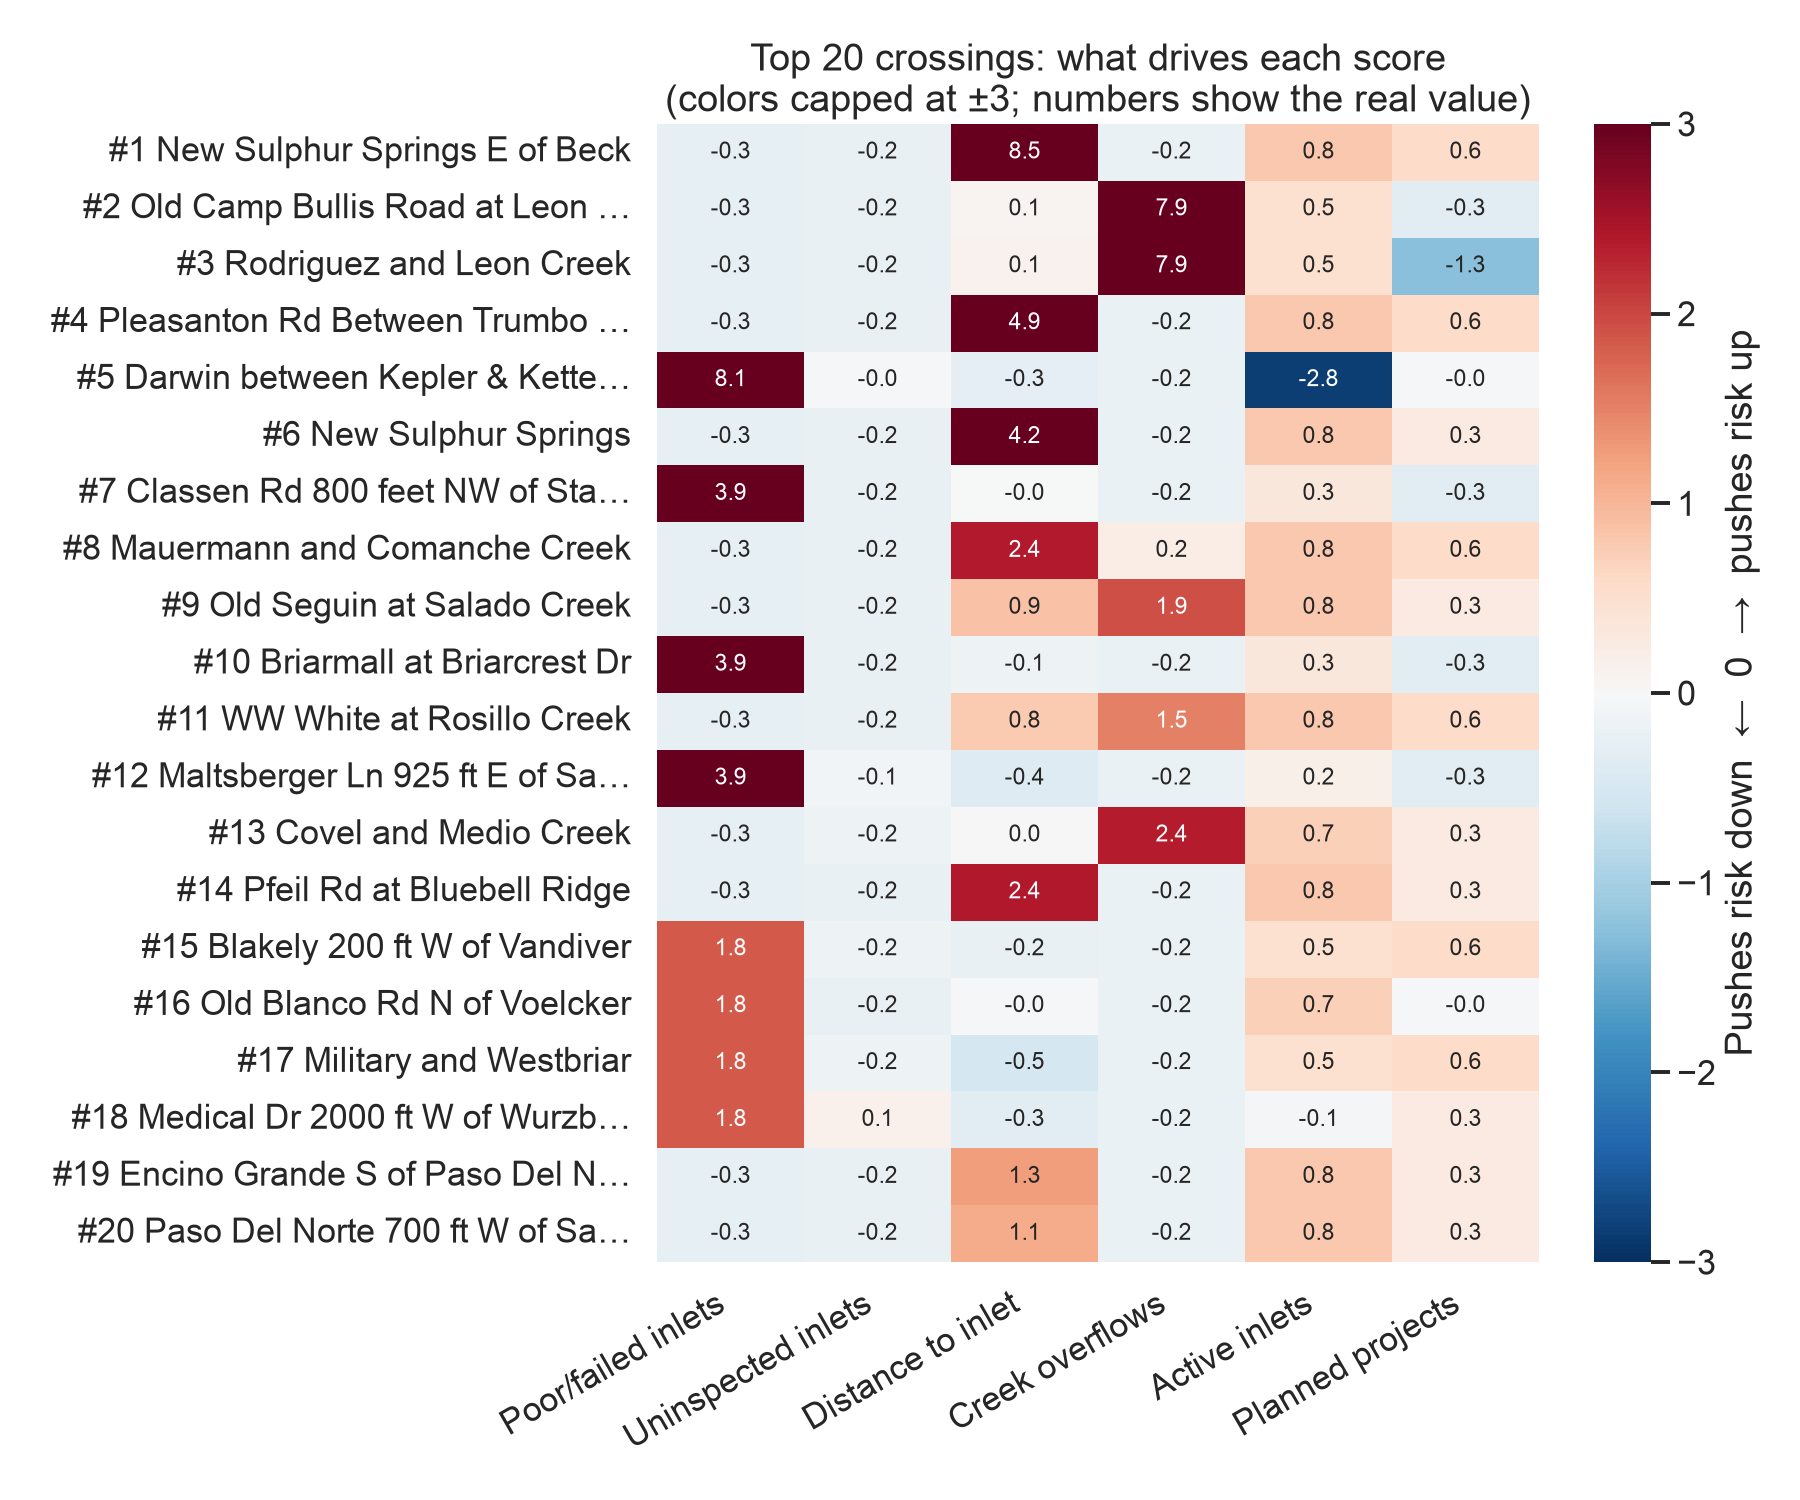 Top 20 crossings: what drives each score
(colors capped at ±3; numbers show the real value)
#1 New Sulphur Springs E of Beck -0.3 -0.2 8.5 -0.2 0.8 0.6
#2 Old Camp Bullis Road at Leon … -0.3 -0.2 0.1 7.9 0.5 -0.3
#3 Rodriguez and Leon Creek -0.3 -0.2 0.1 7.9 0.5 -1.3
#4 Pleasanton Rd Between Trumbo … -0.3 -0.2 4.9 -0.2 0.8 0.6
#5 Darwin between Kepler & Kette… 8.1 -0.0 -0.3 -0.2 -2.8 -0.0
#6 New Sulphur Springs -0.3 -0.2 4.2 -0.2 0.8 0.3
#7 Classen Rd 800 feet NW of Sta… 3.9 -0.2 -0.0 -0.2 0.3 -0.3
#8 Mauermann and Comanche Creek -0.3 -0.2 2.4 0.2 0.8 0.6
#9 Old Seguin at Salado Creek -0.3 -0.2 0.9 1.9 0.8 0.3
#10 Briarmall at Briarcrest Dr 3.9 -0.2 -0.1 -0.2 0.3 -0.3
#11 WW White at Rosillo Creek -0.3 -0.2 0.8 1.5 0.8 0.6
#12 Maltsberger Ln 925 ft E of Sa… 3.9 -0.1 -0.4 -0.2 0.2 -0.3
#13 Covel and Medio Creek -0.3 -0.2 0.0 2.4 0.7 0.3
#14 Pfeil Rd at Bluebell Ridge -0.3 -0.2 2.4 -0.2 0.8 0.3
#15 Blakely 200 ft W of Vandiver 1.8 -0.2 -0.2 -0.2 0.5 0.6
#16 Old Blanco Rd N of Voelcker 1.8 -0.2 -0.0 -0.2 0.7 -0.0
#17 Military and Westbriar 1.8 -0.2 -0.5 -0.2 0.5 0.6
#18 Medical Dr 2000 ft W of Wurzb… 1.8 0.1 -0.3 -0.2 -0.1 0.3
#19 Encino Grande S of Paso Del N… -0.3 -0.2 1.3 -0.2 0.8 0.3
#20 Paso Del Norte 700 ft W of Sa… -0.3 -0.2 1.1 -0.2 0.8 0.3
Poor/failed inlets
Uninspected inlets
Distance to inlet
Creek overflows
Active inlets
Planned projects
3
2
1
0
−1
−2
−3
Pushes risk down ← 0 → pushes risk up